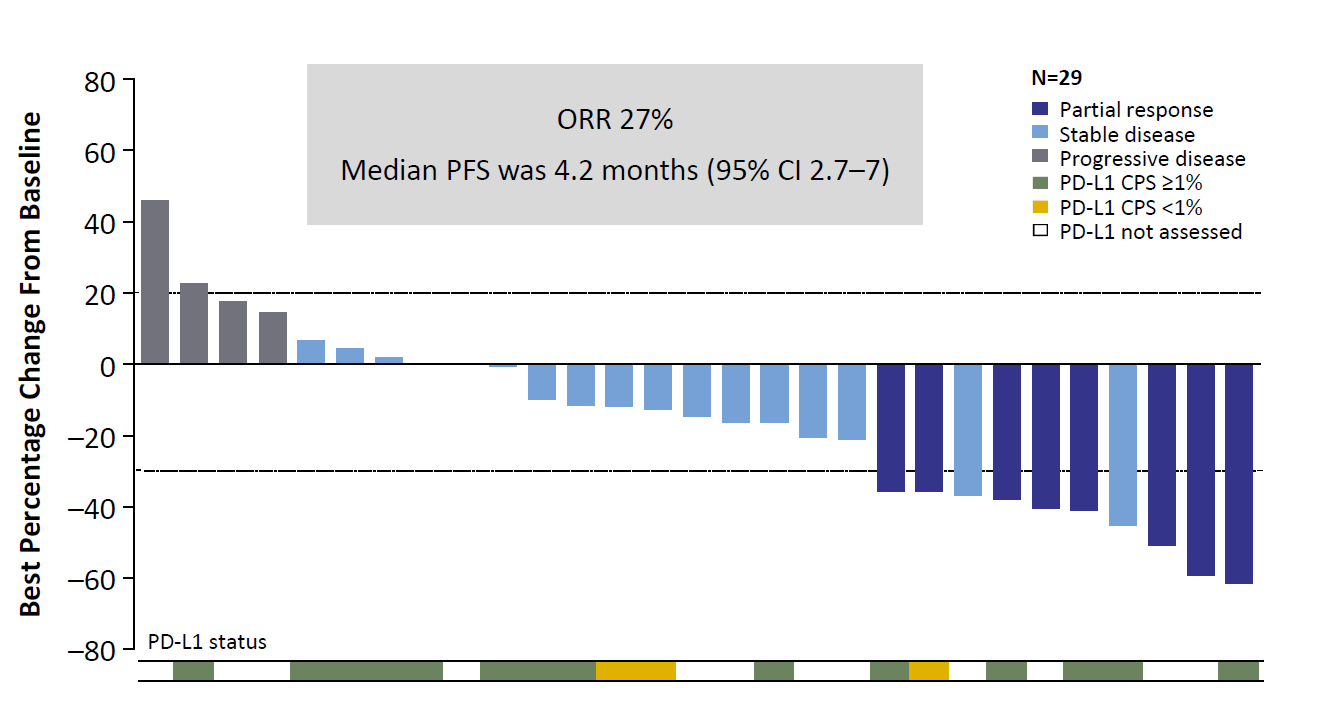 Best Percentage Change From Baseline
80
60
40
20
0
–20
–40
–60
–80
ORR 27%
Median PFS was 4.2 months (95% CI 2.7–7)
N=29
Partial response
Stable disease
Progressive disease
PD-L1 CPS ≥1%
PD-L1 CPS <1%
PD-L1 not assessed
PD-L1 status